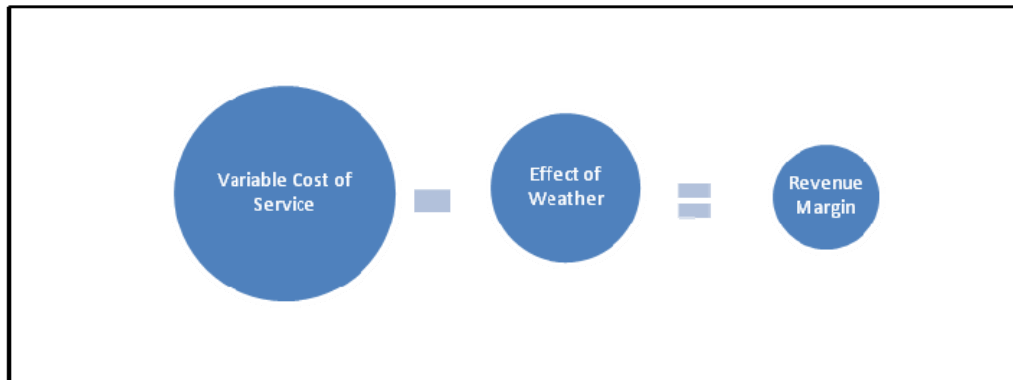 Variable Cost of
Service
Effect of
Weather
Revenue
Margin